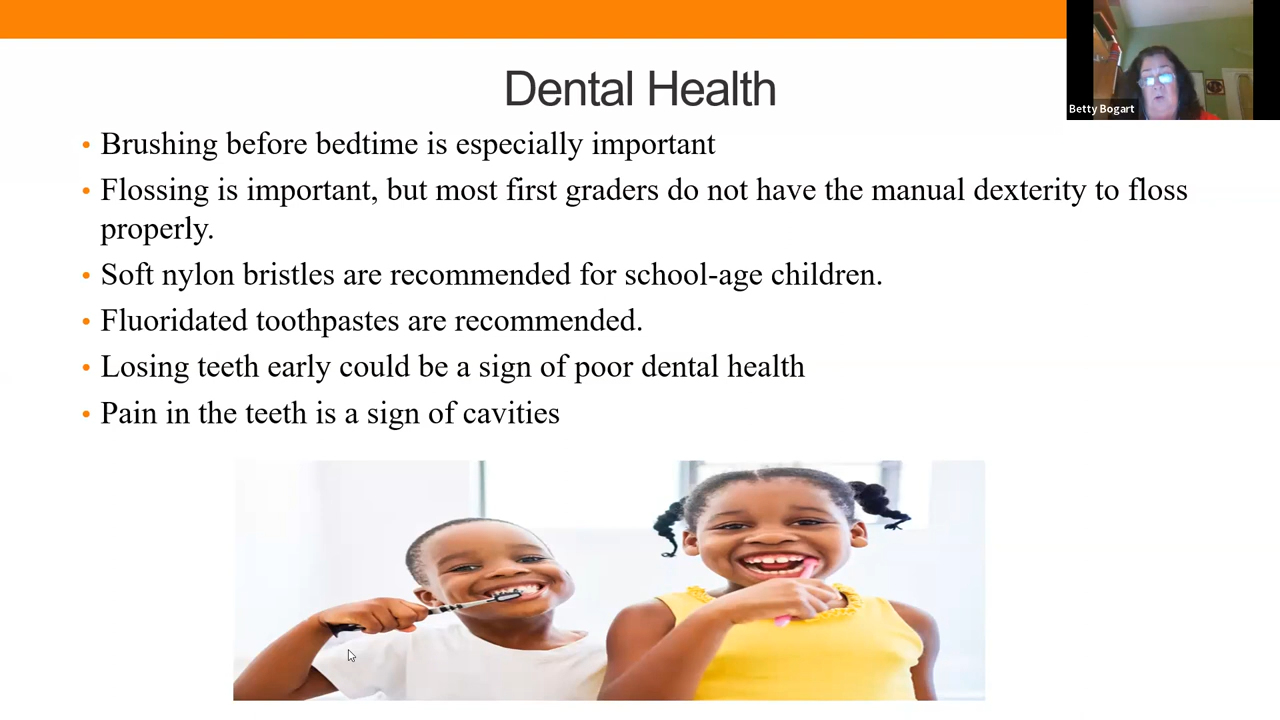 Dental Health
Betty Bogart
• Brushing before bedtime is especially important
• Flossing is important, but most first graders do not have the manual dexterity to floss
properly.
• Soft nylon bristles are recommended for school-age children.
• Fluoridated toothpastes are recommended.
• Losing teeth early could be a sign of poor dental health
• Pain in the teeth is a sign of cavities